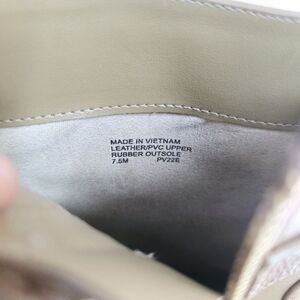 MADE IN VIETNAM
LEATHER/PVC UPPER
RUBBER OUTSOLE
7.5M PV22E